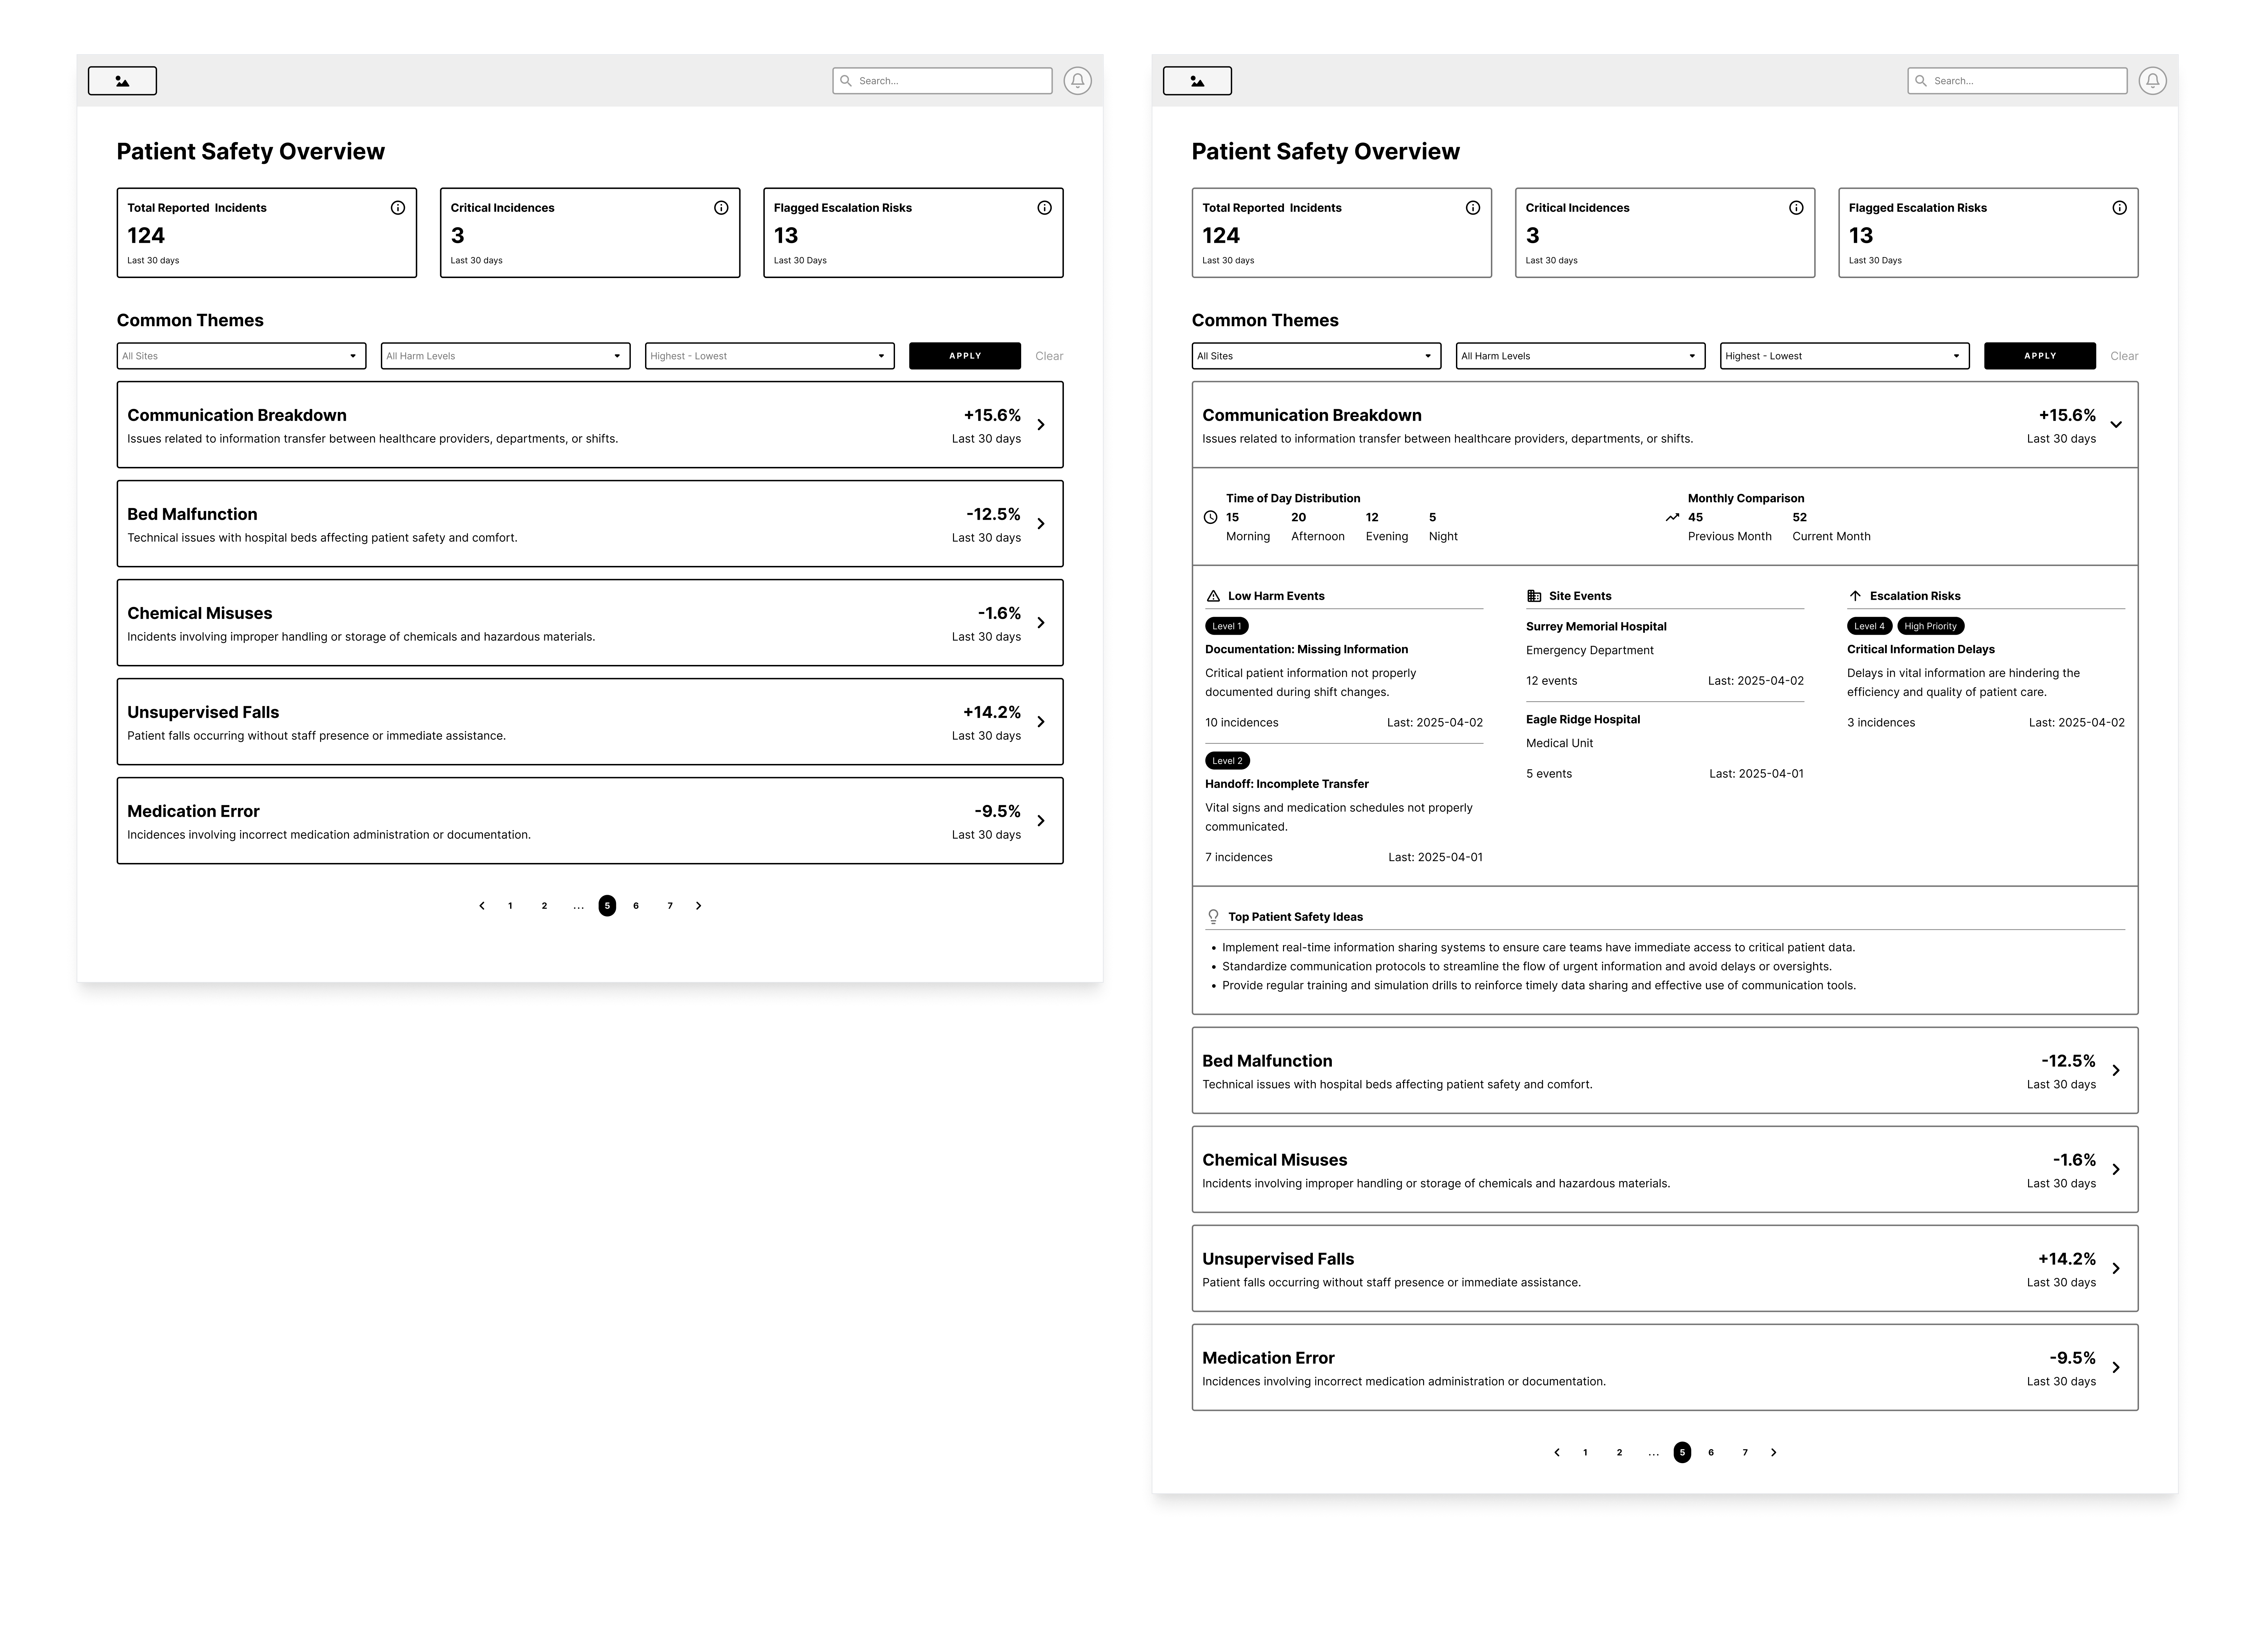 Search...
Patient Safety Overview
Total Reported  Incidents
124
Last 30 days
Critical Incidences
3
Last 30 days
Flagged Escalation Risks
13
Last 30 Days
Common Themes
All Sites
All Harm Levels
Highest - Lowest
APPLY
Clear
Communication Breakdown
Issues related to information transfer between healthcare providers, departments, or shifts.
+15.6%
Last 30 days
Bed Malfunction
Technical issues with hospital beds affecting patient safety and comfort.
-12.5%
Last 30 days
Chemical Misuses
Incidents involving improper handling or storage of chemicals and hazardous materials.
-1.6%
Last 30 days
Unsupervised Falls
Patient falls occurring without staff presence or immediate assistance.
+14.2%
Last 30 days
Medication Error
Incidences involving incorrect medication administration or documentation.
-9.5%
Last 30 days
1 2 ... 5 6 7
Search...
Patient Safety Overview
Total Reported  Incidents
124
Last 30 days
Critical Incidences
3
Last 30 days
Flagged Escalation Risks
13
Last 30 Days
Common Themes
All Sites
All Harm Levels
Highest - Lowest
APPLY
Clear
Communication Breakdown
Issues related to information transfer between healthcare providers, departments, or shifts.
+15.6%
Last 30 days
Time of Day Distribution
15 20 12 5
Morning Afternoon Evening Night
Monthly Comparison
45 52
Previous Month Current Month
Low Harm Events
Level 1
Documentation: Missing Information
Critical patient information not properly
documented during shift changes.
10 incidences Last: 2025-04-02
Level 2
Handoff: Incomplete Transfer
Vital signs and medication schedules not properly
communicated.
7 incidences Last: 2025-04-01
Site Events
Surrey Memorial Hospital
Emergency Department
12 events Last: 2025-04-02
Eagle Ridge Hospital
Medical Unit
5 events Last: 2025-04-01
Escalation Risks
Level 4 High Priority
Critical Information Delays
Delays in vital information are hindering the
efficiency and quality of patient care.
3 incidences Last: 2025-04-02
Top Patient Safety Ideas
• Implement real-time information sharing systems to ensure care teams have immediate access to critical patient data.
• Standardize communication protocols to streamline the flow of urgent information and avoid delays or oversights.
• Provide regular training and simulation drills to reinforce timely data sharing and effective use of communication tools.
Bed Malfunction
Technical issues with hospital beds affecting patient safety and comfort.
-12.5%
Last 30 days
Chemical Misuses
Incidents involving improper handling or storage of chemicals and hazardous materials.
-1.6%
Last 30 days
Unsupervised Falls
Patient falls occurring without staff presence or immediate assistance.
+14.2%
Last 30 days
Medication Error
Incidences involving incorrect medication administration or documentation.
-9.5%
Last 30 days
1 2 ... 5 6 7